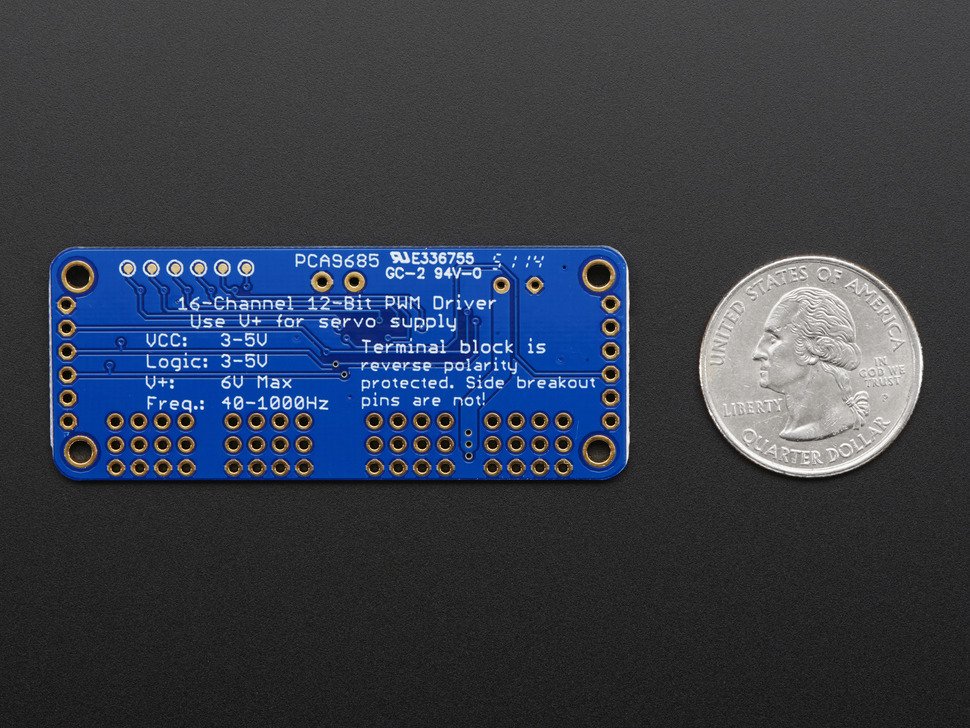 PCA9685
E336755
GC-2 94V-0
5114
16-Channel 12-Bit PWM Driver
Use V+ for servo supply
VCC: 3-5V
Logic: 3-5V
V+: 6V Max
Freq.: 40-1000Hz
Terminal block is
reverse polarity
protected. Side breakout
pins are not!
UNITED STATES OF AMERICA
LIBERTY
IN
GOD WE
TRUST
P
QUARTER DOLLAR